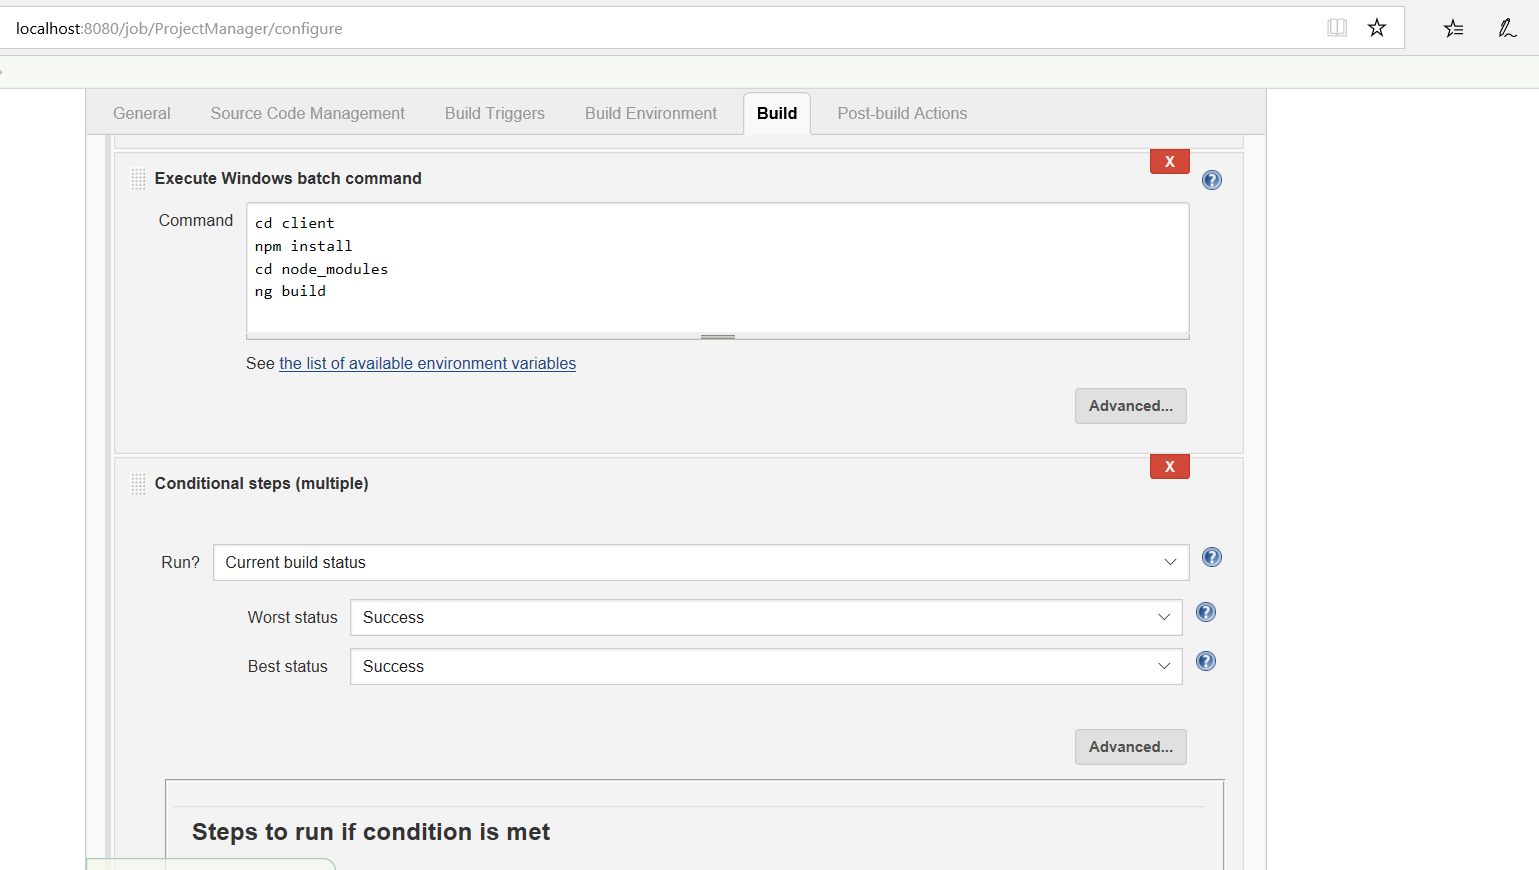 localhost:8080/job/ProjectManager/configure
General Source Code Management Build Triggers Build Environment Build Post-build Actions
X
Execute Windows batch command
?
Command
cd client
npm install
cd node_modules
ng build
See the list of available environment variables
Advanced...
X
Conditional steps (multiple)
Run? Current build status ?
Worst status Success ?
Best status Success ?
Advanced...
Steps to run if condition is met